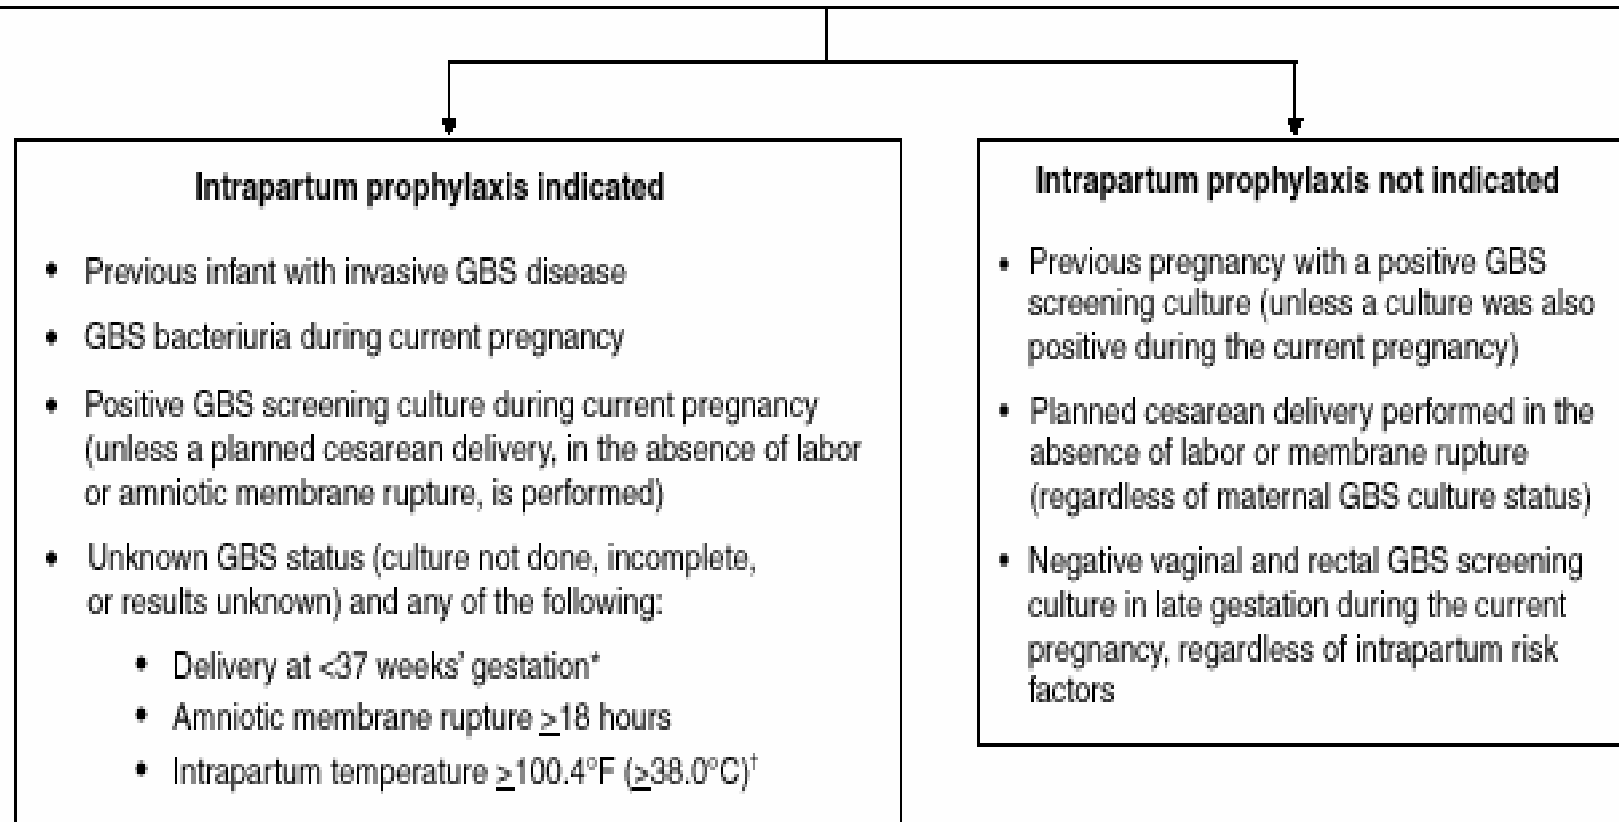 Intrapartum prophylaxis indicated
• Previous infant with invasive GBS disease
• GBS bacteriuria during current pregnancy
• Positive GBS screening culture during current pregnancy
(unless a planned cesarean delivery, in the absence of labor
or amniotic membrane rupture, is performed)
• Unknown GBS status (culture not done, incomplete,
or results unknown) and any of the following:
• Delivery at <37 weeks' gestation*
• Amniotic membrane rupture ≥18 hours
• Intrapartum temperature ≥100.4°F (≥38.0°C)†
Intrapartum prophylaxis not indicated
• Previous pregnancy with a positive GBS
screening culture (unless a culture was also
positive during the current pregnancy)
• Planned cesarean delivery performed in the
absence of labor or membrane rupture
(regardless of maternal GBS culture status)
• Negative vaginal and rectal GBS screening
culture in late gestation during the current
pregnancy, regardless of intrapartum risk
factors